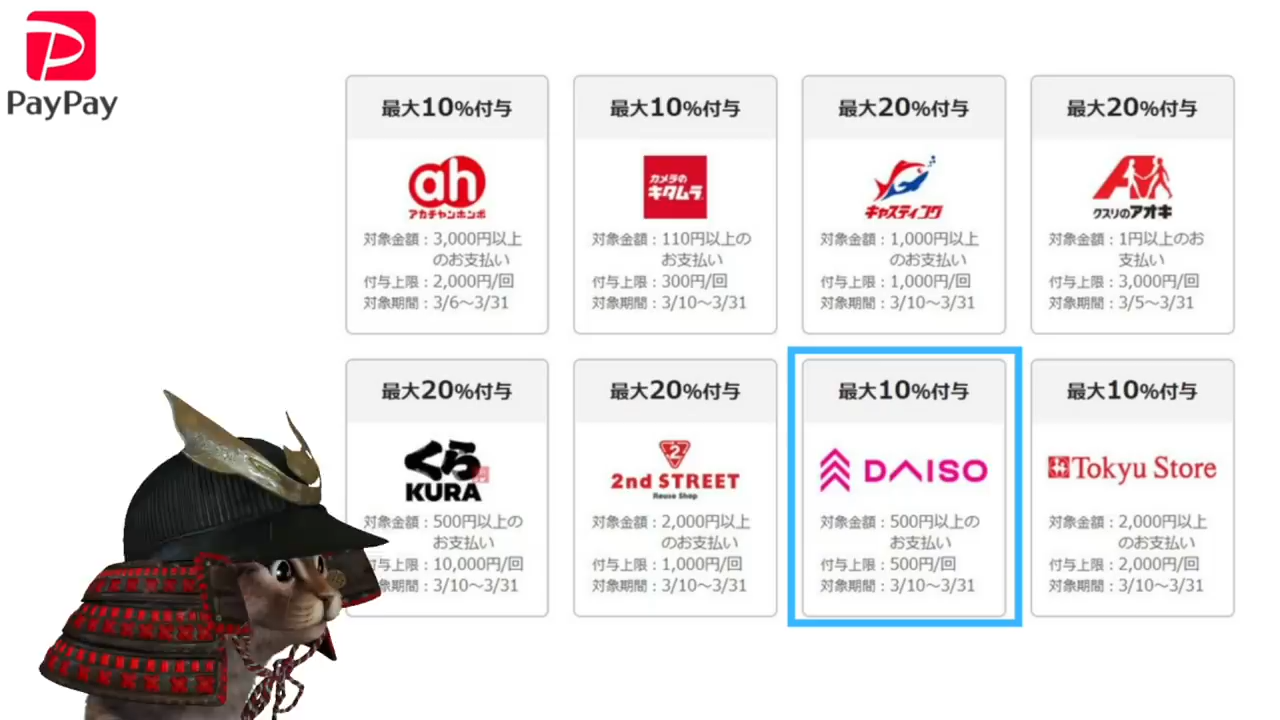 PayPay
最大10%付与
ah
アカチャンホンポ
対象金額：3,000円以上
のお支払い
付与上限：2,000円/回
対象期間：3/6～3/31
最大10%付与
カメラの
キタムラ
対象金額：110円以上の
お支払い
付与上限：300円/回
対象期間：3/10～3/31
最大20%付与
キャスティング
対象金額：1,000円以上
のお支払い
付与上限：1,000円/回
対象期間：3/10～3/31
最大20%付与
クスリのアオキ
対象金額：1円以上のお
支払い
付与上限：3,000円/回
対象期間：3/5～3/31
最大20%付与
くら
KURA
対象金額：500円以上の
お支払い
付与上限：10,000円/回
対象期間：3/10～3/31
最大20%付与
2
2nd STREET
Reuse Shop
対象金額：2,000円以上
のお支払い
付与上限：1,000円/回
対象期間：3/10～3/31
最大10%付与
DAISO
対象金額：500円以上の
お支払い
付与上限：500円/回
対象期間：3/10～3/31
最大10%付与
Tokyu Store
対象金額：2,000円以上
のお支払い
付与上限：2,000円/回
対象期間：3/10～3/31